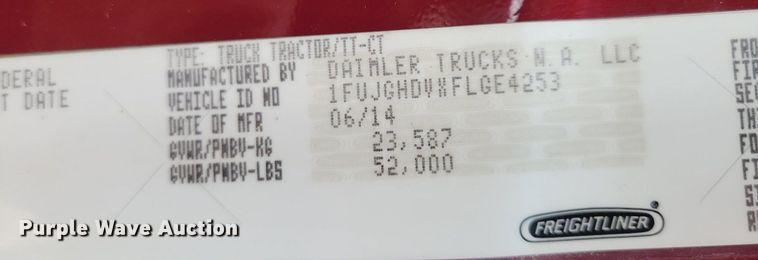 TYPE: TRUCK TRACTOR/TT-CT
DERAL MANUFACTURED BY DAIMLER TRUCKS N.A. LLC FRO
T DATE VEHICLE ID NO 1FUJGHDVXFLGE4253 FIR
DATE OF MFR 06/14 SEC
GVWR/PNBV-KG 23,587 THI
GVWR/PNBV-LBS 52,000 FO
FI
SI
R
FREIGHTLINER
Purple Wave Auction